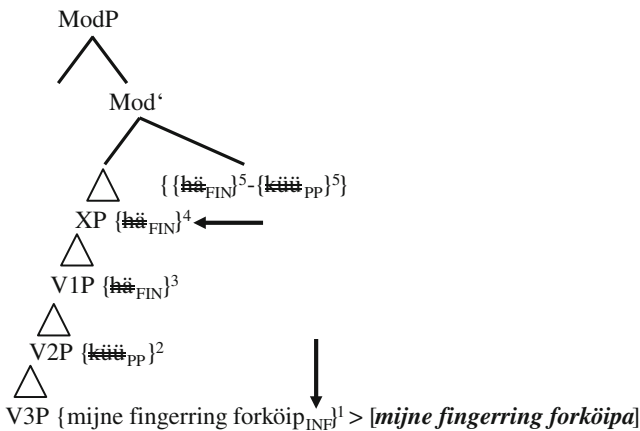 ModP
Mod‘
{{hä_FIN}⁵-{küü_PP}⁵}
XP {hä_FIN}⁴
V1P {hä_FIN}³
V2P {küü_PP}²
V3P {mijne fingerring forköip_INF}¹ > [mijne fingerring forköipa]